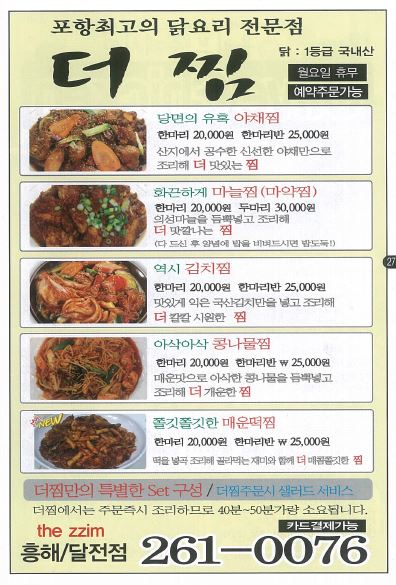 포항최고의 닭요리 전문점
더 찜
닭 : 1등급 국내산
월요일 휴무
예약주문가능
당면의 유혹 야채찜
한마리 20,000원 한마리반 25,000원
산지에서 공수한 신선한 야채만으로
조리해 더 맛있는 찜
화끈하게 마늘찜(마약찜)
한마리 20,000원 두마리 30,000원
의성마늘을 듬뿍넣고 조리해
더 맛깔나는 찜
(다 드신 후 양념에 밥을 비벼드시면 밥도둑!)
역시 김치찜
한마리 20,000원 한마리반 25,000원
맛있게 익은 국산김치만을 넣고 조리해
더 칼칼 시원한 찜
아삭아삭 콩나물찜
한마리 20,000원 한마리반 ₩ 25,000원
매운맛으로 아삭한 콩나물을 듬뿍넣고
조리해 더 개운한 찜
NEW
쫄깃쫄깃한 매운떡찜
한마리 20,000원 한마리반 ₩ 25,000원
떡을 넣고 조리해 골라먹는 재미와 함께 더 매콤쫄깃한 찜
더찜만의 특별한 Set 구성 / 더찜주문시 샐러드 서비스
더찜에서는 주문즉시 조리하므로 40분~50분가량 소요됩니다.
the zzim
흥해/달전점
카드결제가능
261-0076
27